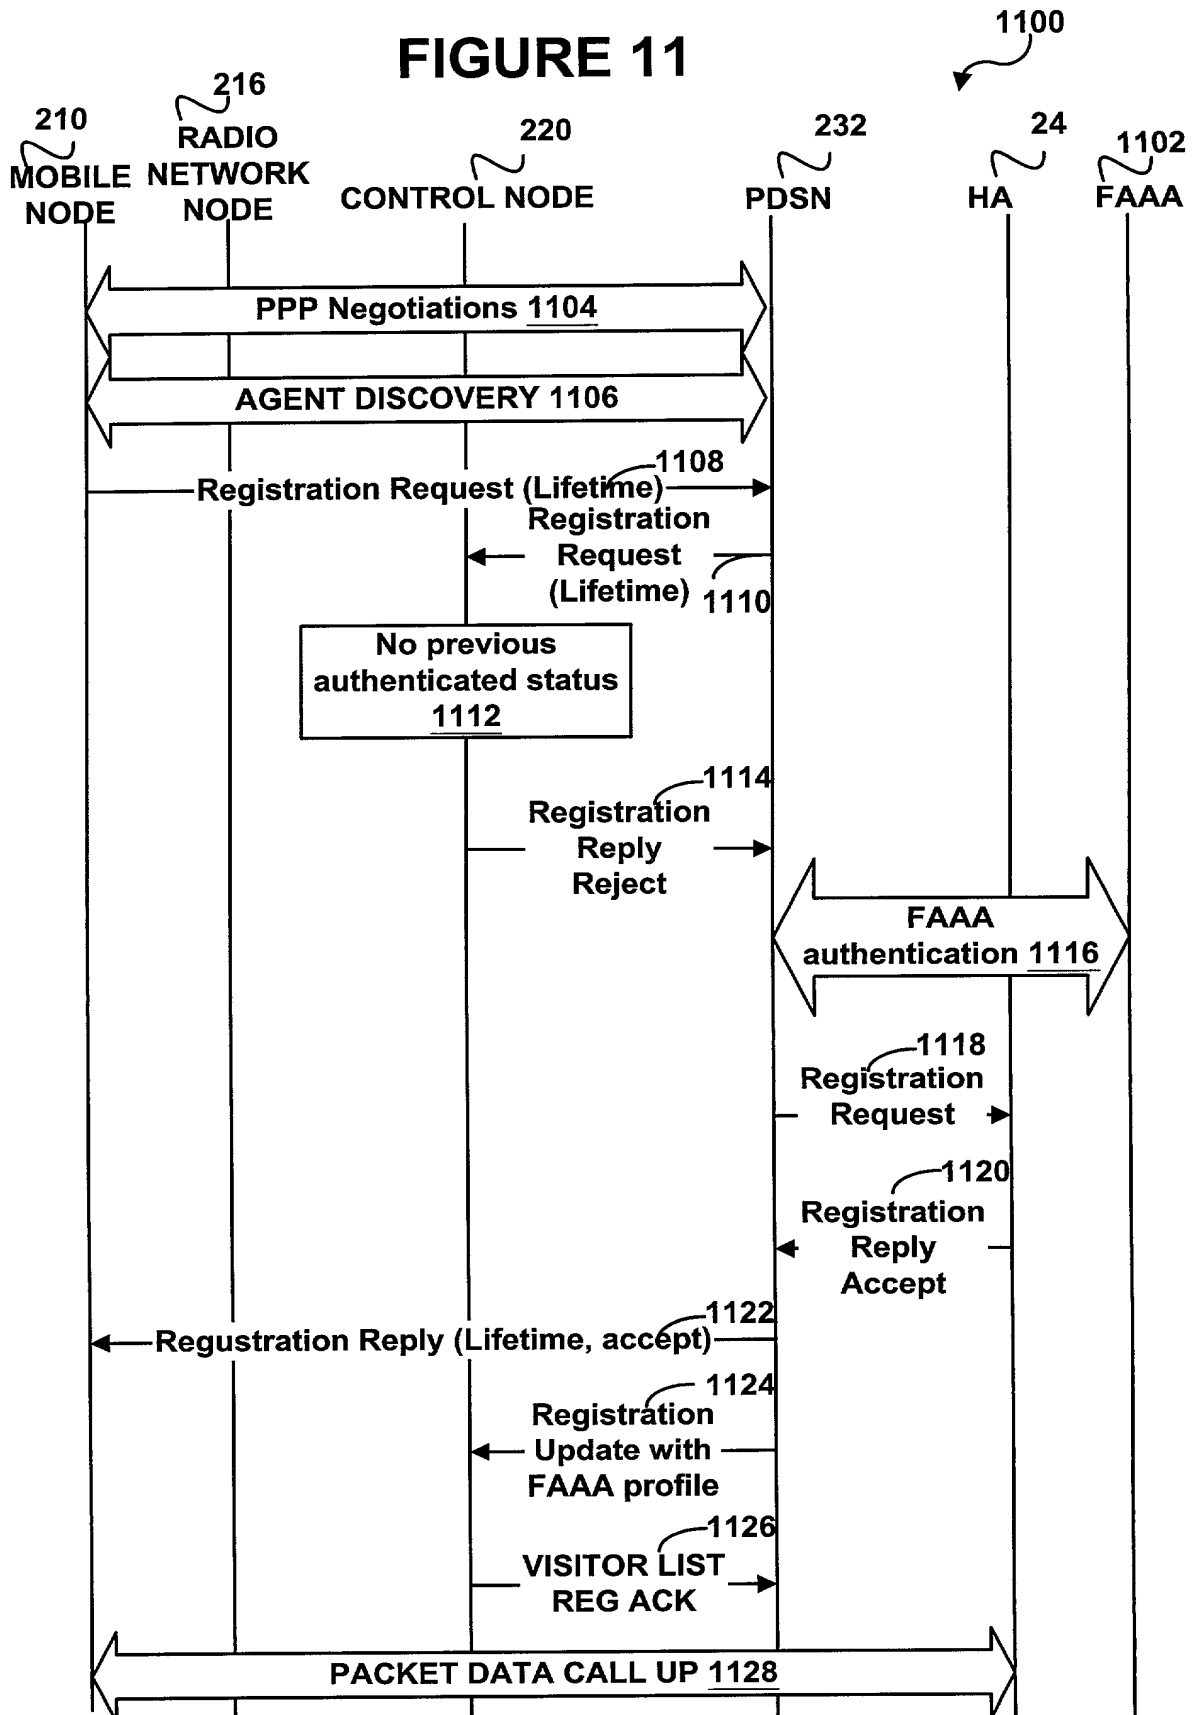 FIGURE 11
1100
210
216
220
232
24
1102
MOBILE
NODE
RADIO
NETWORK
NODE
CONTROL NODE
PDSN
HA
FAAA
PPP Negotiations 1104
AGENT DISCOVERY 1106
1108
Registration Request (Lifetime)
Registration
Request
(Lifetime)
1110
No previous
authenticated status
1112
1114
Registration
Reply
Reject
FAAA
authentication 1116
1118
Registration
Request
1120
Registration
Reply
Accept
1122
Regustration Reply (Lifetime, accept)
1124
Registration
Update with
FAAA profile
1126
VISITOR LIST
REG ACK
PACKET DATA CALL UP 1128